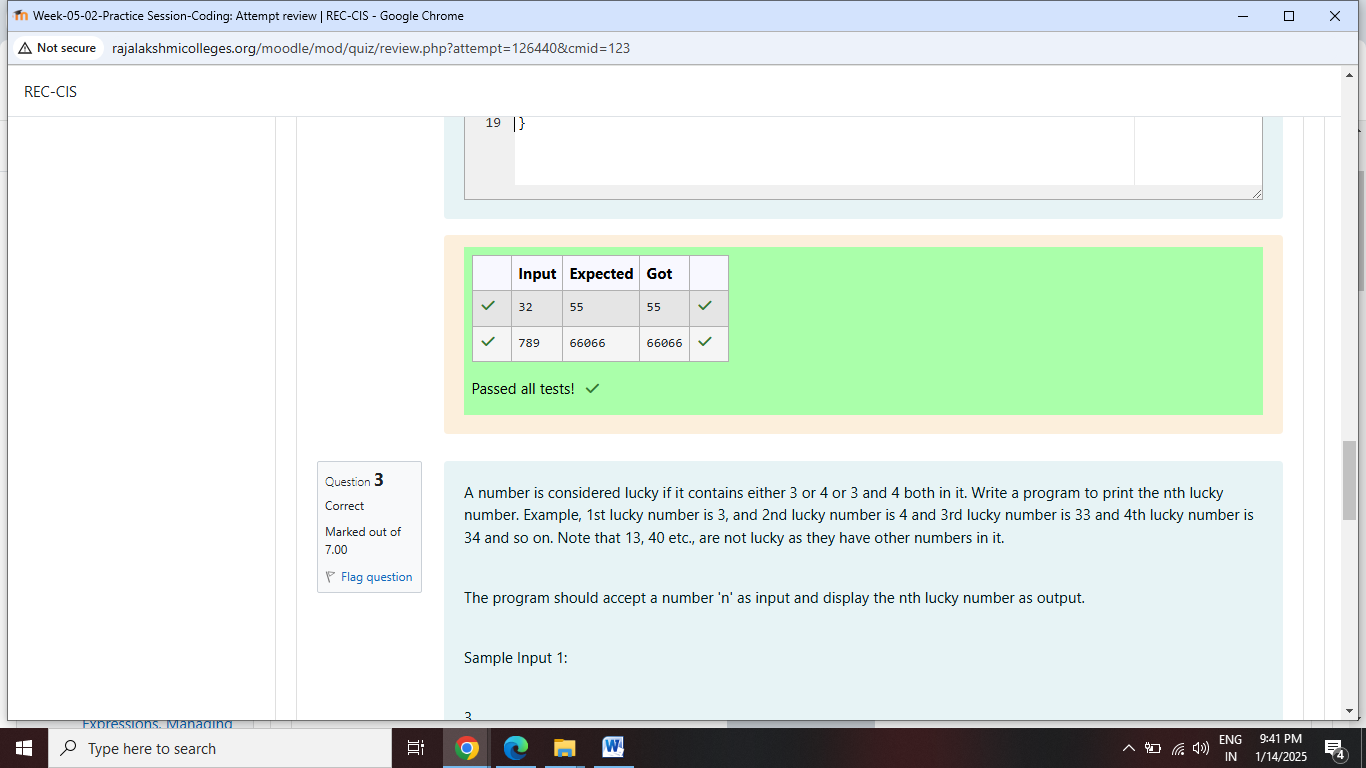 Week-05-02-Practice Session-Coding: Attempt review | REC-CIS - Google Chrome
Not secure rajalakshmicolleges.org/moodle/mod/quiz/review.php?attempt=126440&cmid=123
REC-CIS
19 }
Input Expected Got
32 55 55
789 66066 66066
Passed all tests!
Question 3
Correct
Marked out of
7.00
Flag question
A number is considered lucky if it contains either 3 or 4 or 3 and 4 both in it. Write a program to print the nth lucky
number. Example, 1st lucky number is 3, and 2nd lucky number is 4 and 3rd lucky number is 33 and 4th lucky number is
34 and so on. Note that 13, 40 etc., are not lucky as they have other numbers in it.
The program should accept a number 'n' as input and display the nth lucky number as output.
Sample Input 1:
3
Expressions, Managing
Type here to search
ENG
IN
9:41 PM
1/14/2025
4